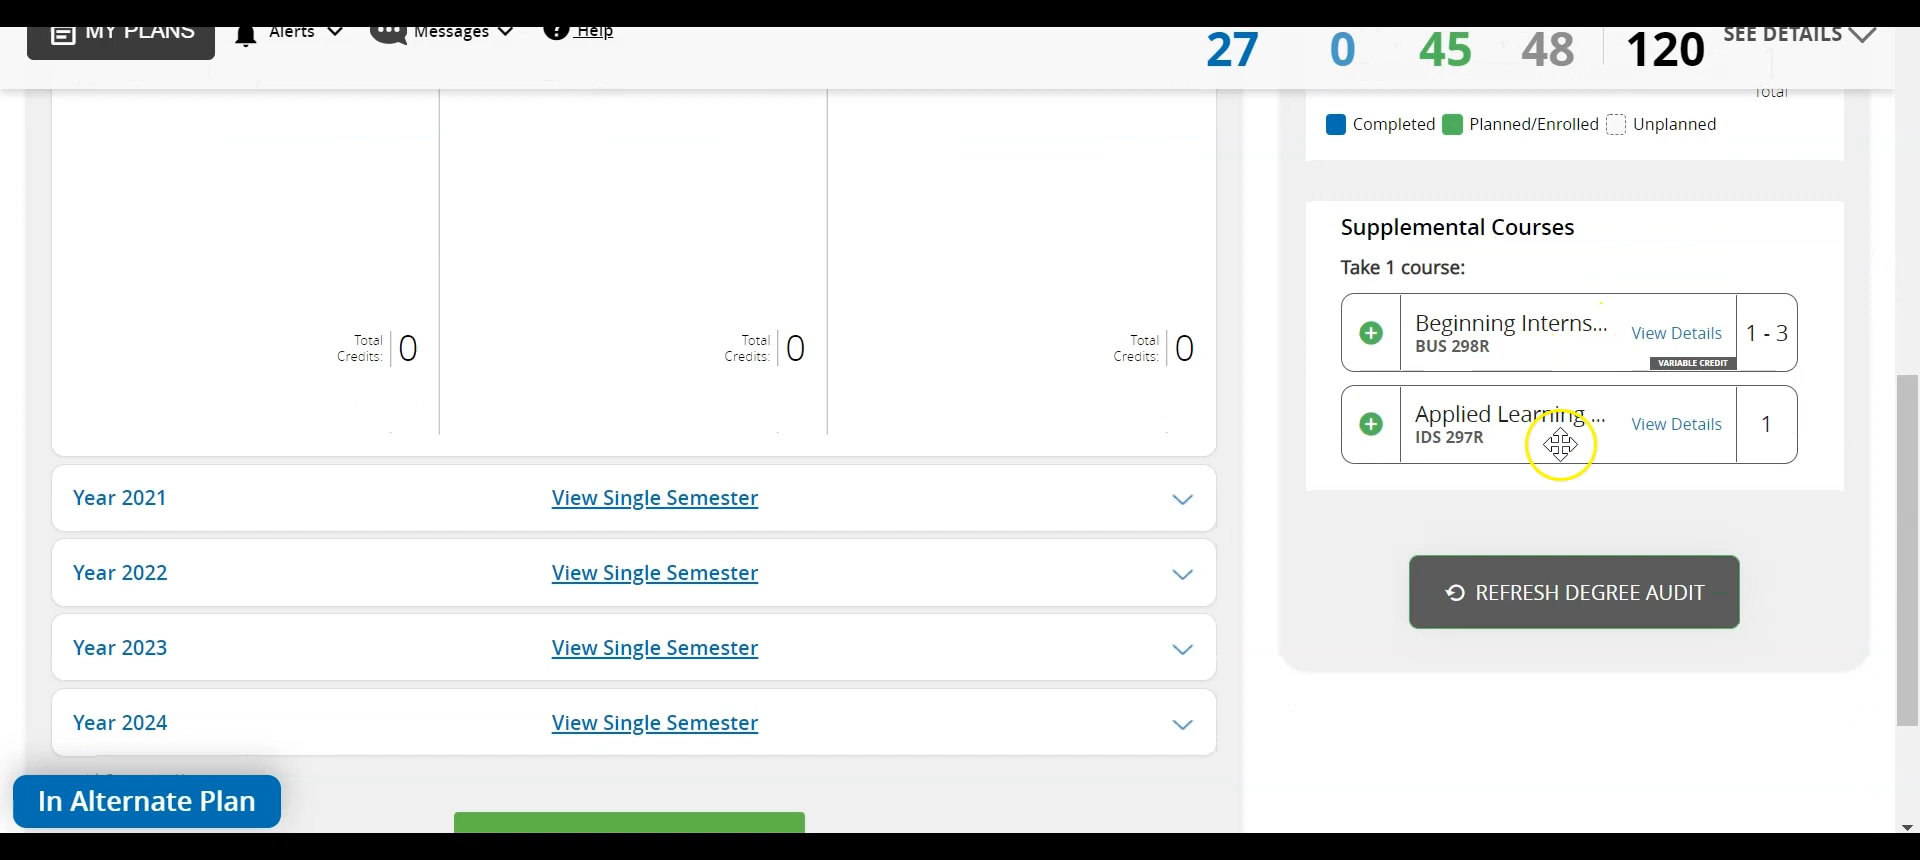 MY PLANS
Alerts
Messages
Help
27
0
45
48
120
SEE DETAILS
Total
Completed
Planned/Enrolled
Unplanned
Supplemental Courses
Take 1 course:
Beginning Interns...
View Details
1 - 3
BUS 298R
VARIABLE CREDIT
Applied Learning ...
View Details
1
IDS 297R
Total
Credits:
0
Total
Credits:
0
Total
Credits:
0
Year 2021
View Single Semester
Year 2022
View Single Semester
Year 2023
View Single Semester
Year 2024
View Single Semester
REFRESH DEGREE AUDIT
In Alternate Plan